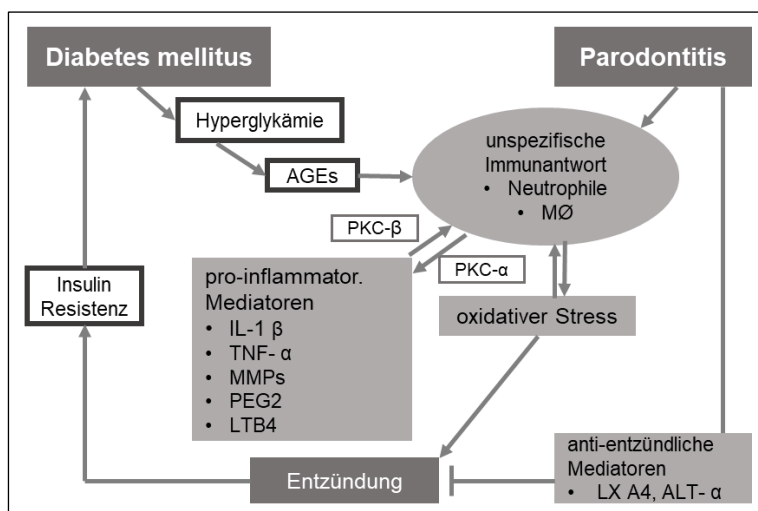 Diabetes mellitus
Parodontitis
Hyperglykämie
AGEs
unspezifische
Immunantwort
• Neutrophile
• MØ
PKC-β
PKC-α
Insulin
Resistenz
pro-inflammator.
Mediatoren
• IL-1 β
• TNF- α
• MMPs
• PEG2
• LTB4
oxidativer Stress
Entzündung
anti-entzündliche
Mediatoren
• LX A4, ALT- α